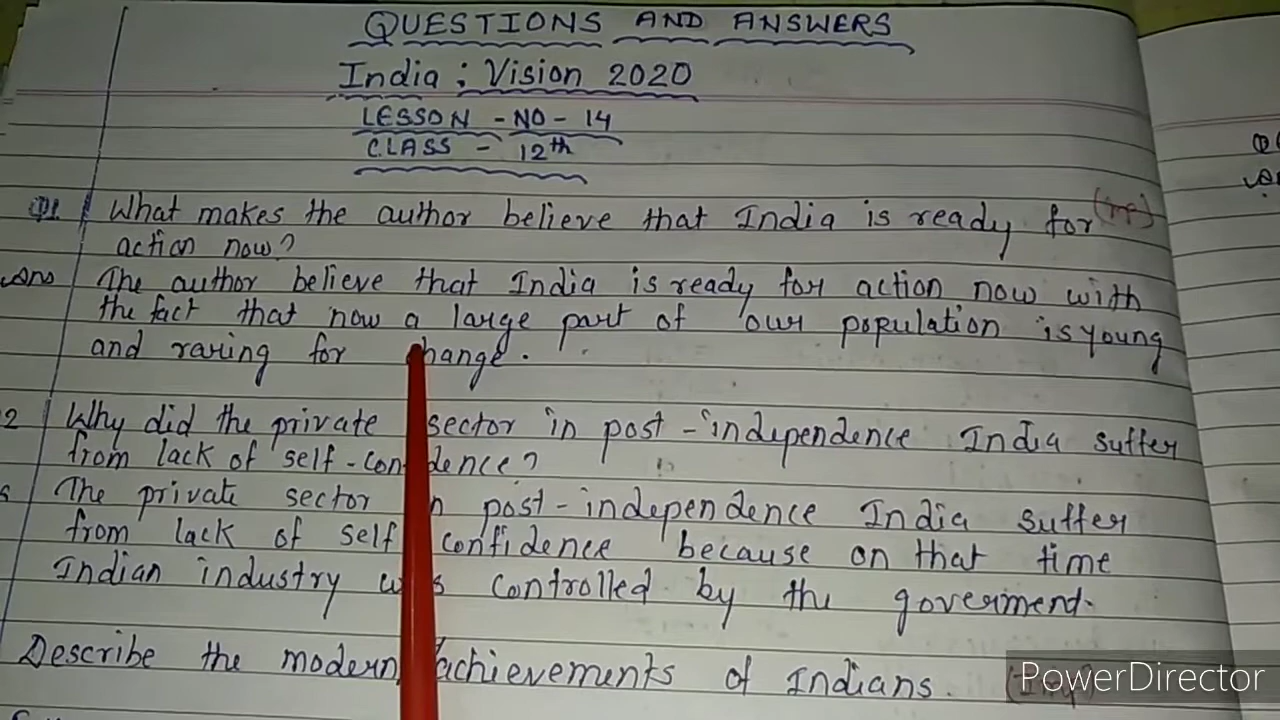 QUESTIONS AND ANSWERS
India : Vision 2020
LESSON - NO - 14
CLASS - 12th
Q1 What makes the author believe that India is ready for
action now?
Ans The author believe that India is ready for action now with
the fact that now a large part of our population is young
and raring for change.
2 Why did the private sector in post-independence India suffer
from lack of self-confidence?
s The private sector in post-independence India suffer
from lack of self confidence because on that time
Indian industry was controlled by the goverment.
Describe the modern achievements of Indians.
PowerDirector